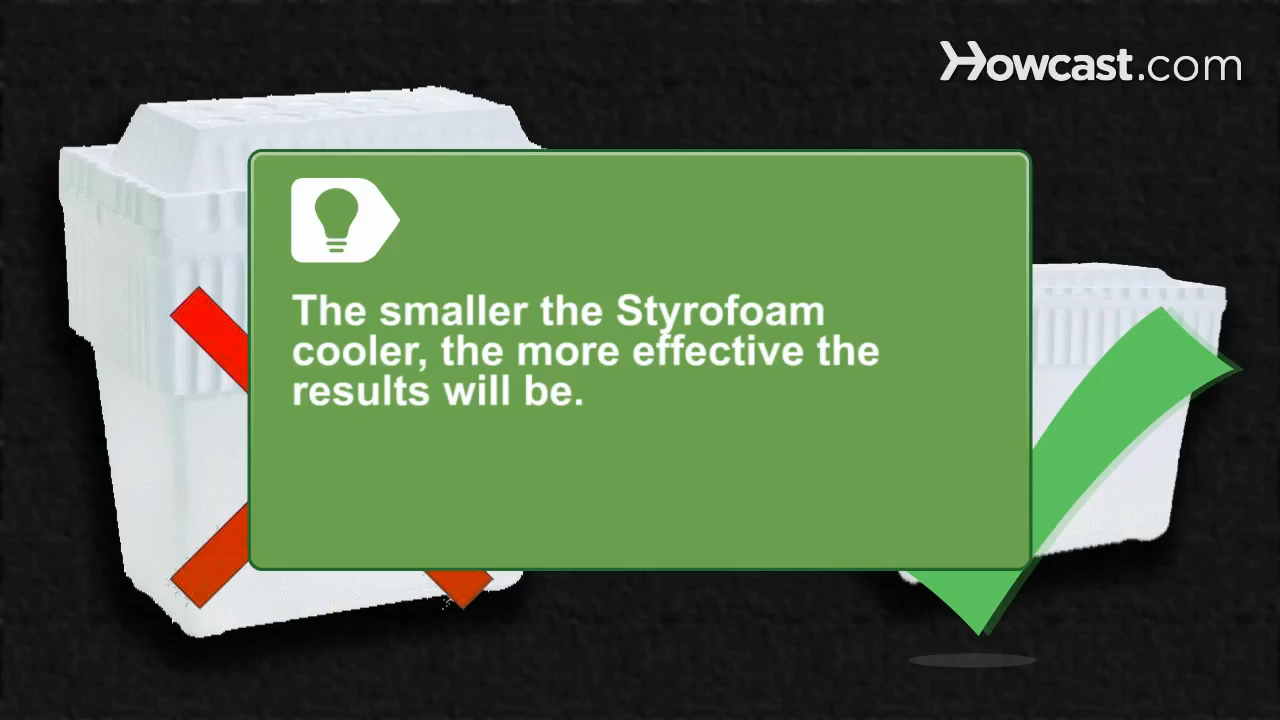 Howcast.com
The smaller the Styrofoam
cooler, the more effective the
results will be.